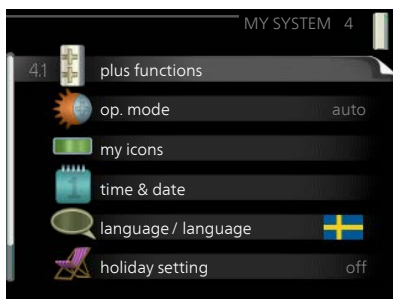 MY SYSTEM 4
4.1 plus functions
op. mode auto
my icons
1
time & date
language / language
holiday setting off